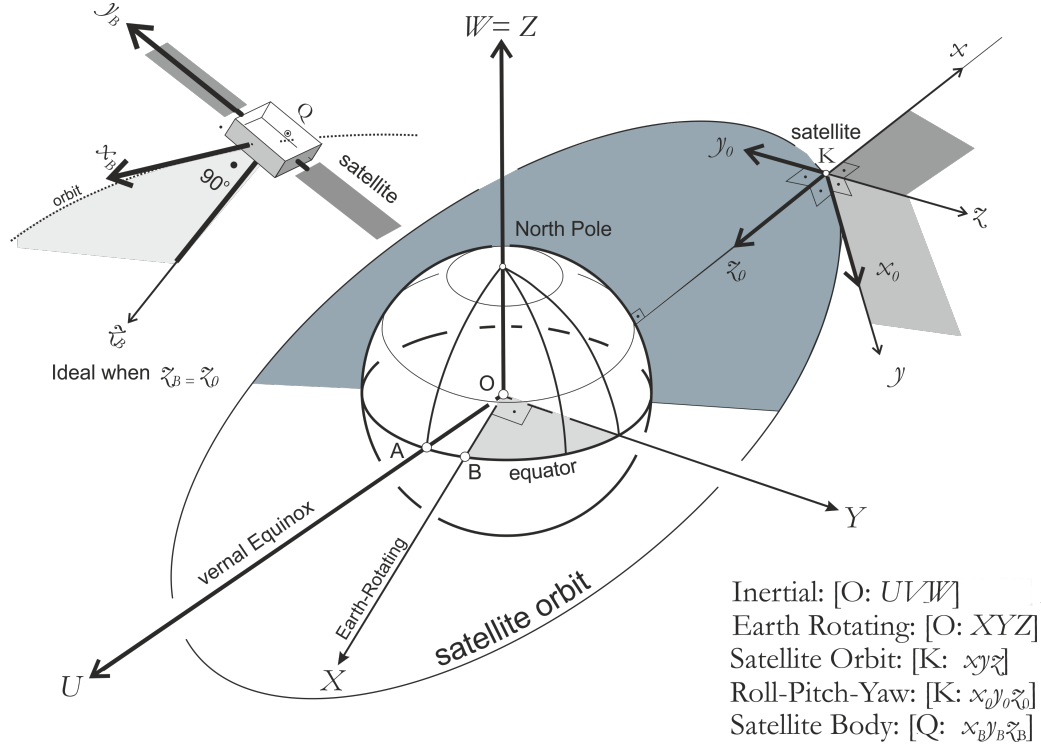 y_B
W = Z
x
Q
satellite
K
y_0
x_B
satellite
90°
orbit
z
North Pole
z_0
x_0
z_B
Ideal when z_B = z_0
y
O
A
B
equator
Y
vernal Equinox
Earth-Rotating
satellite orbit
U
X
Inertial: [O: UVW]
Earth Rotating: [O: XYZ]
Satellite Orbit: [K: xyz]
Roll-Pitch-Yaw: [K: x_0y_0z_0]
Satellite Body: [Q: x_By_Bz_B]